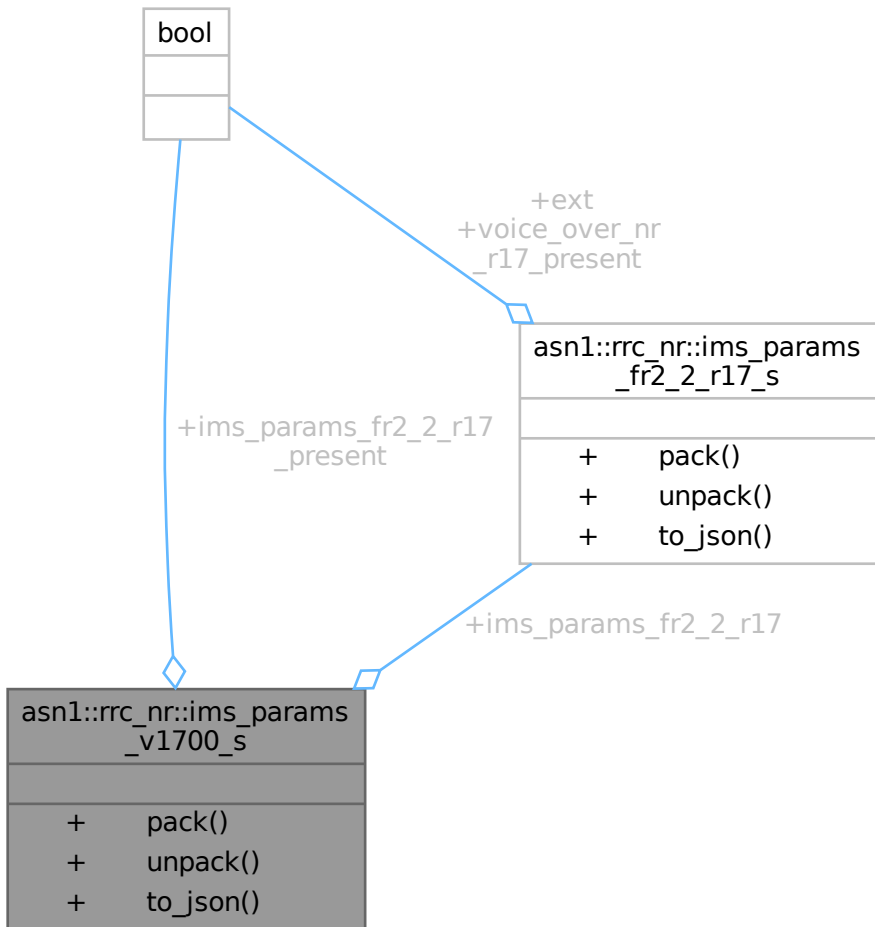 bool
+ext
+voice_over_nr
_r17_present
asn1::rrc_nr::ims_params
_fr2_2_r17_s
+ims_params_fr2_2_r17
_present
+ pack()
+ unpack()
+ to_json()
+ims_params_fr2_2_r17
asn1::rrc_nr::ims_params
_v1700_s
+ pack()
+ unpack()
+ to_json()